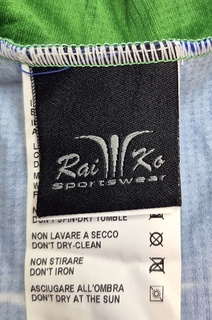 Rai Ko
Sportswear
DON'T SPIN-DRY TUMBLE
NON LAVARE A SECCO
DON'T DRY-CLEAN
NON STIRARE
DON'T IRON
ASCIUGARE ALL'OMBRA
DON'T DRY AT THE SUN